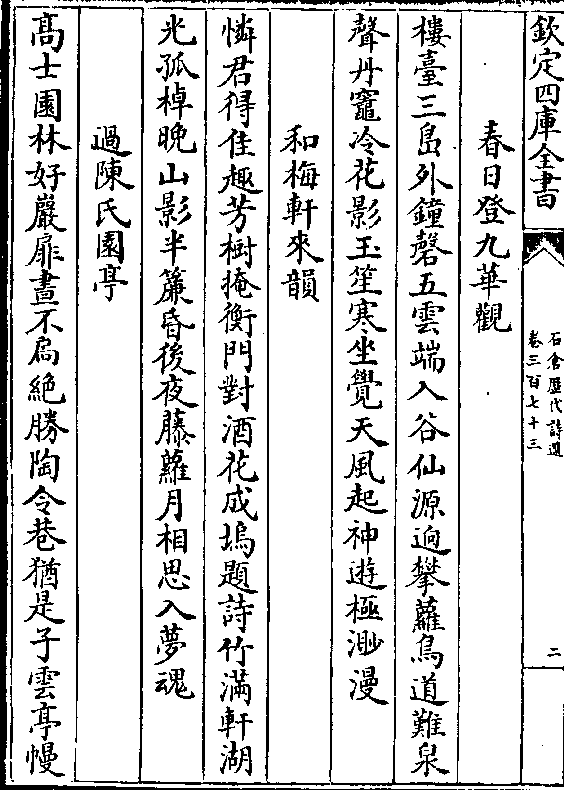 欽定四庫全書
石倉歴代詩選
卷三百七十三
二
春日登九華觀
樓臺三島外鐘磬五雲端入谷仙源逈攀蘿鳥道難泉
聲丹竈冷花影玉笙寒坐覺天風起神遊極渺漫
和梅軒來韻
憐君得佳趣芳樹掩衡門對酒花成塢題詩竹滿軒湖
光孤棹晚山影半簾昏後夜藤蘿月相思入夢魂
過陳氏園亭
髙士園林好巖扉晝不扃絶勝陶令巷猶是子雲亭幔